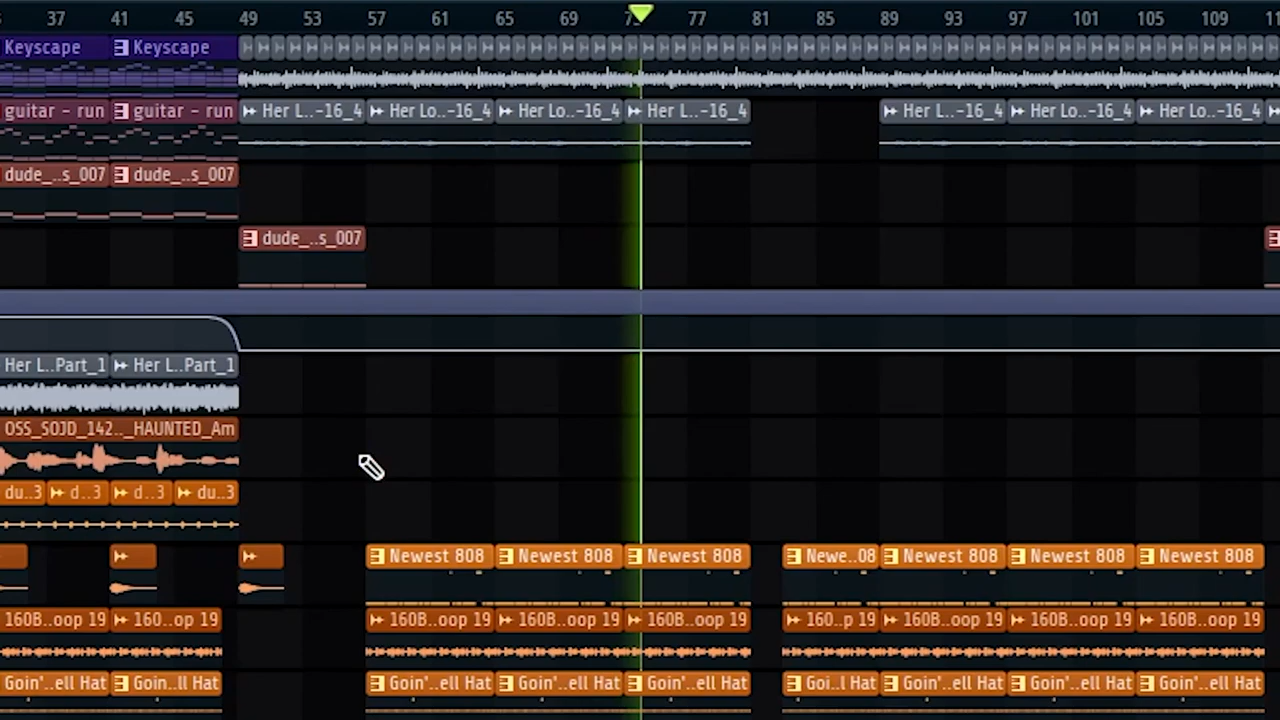 37 41 45 49 53 57 61 65 69 77 81 85 89 93 97 101 105 109
Keyscape Keyscape
guitar - run guitar - run Her L..-16_4 Her Lo..-16_4 Her Lo..-16_4 Her L..-16_4 Her L..-16_4 Her Lo..-16_4 Her Lo..-16_4
dude_..s_007 dude_..s_007
dude_..s_007
Her L..Part_1 Her L..Part_1
OSS_SOJD_142.._HAUNTED_Am
du..3 d..3 d..3 du..3
Newest 808 Newest 808 Newest 808 Newe..08 Newest 808 Newest 808 Newest 808
160B..oop 19 160..op 19 160B..oop 19 160B..oop 19 160B..oop 19 160..p 19 160B..oop 19 160B..oop 19 160B..oop 19
Goin'..ell Hat Goin..ll Hat Goin'..ell Hat Goin'..ell Hat Goin'..ell Hat Goi..l Hat Goin'..ell Hat Goin'..ell Hat Goin'..ell Hat